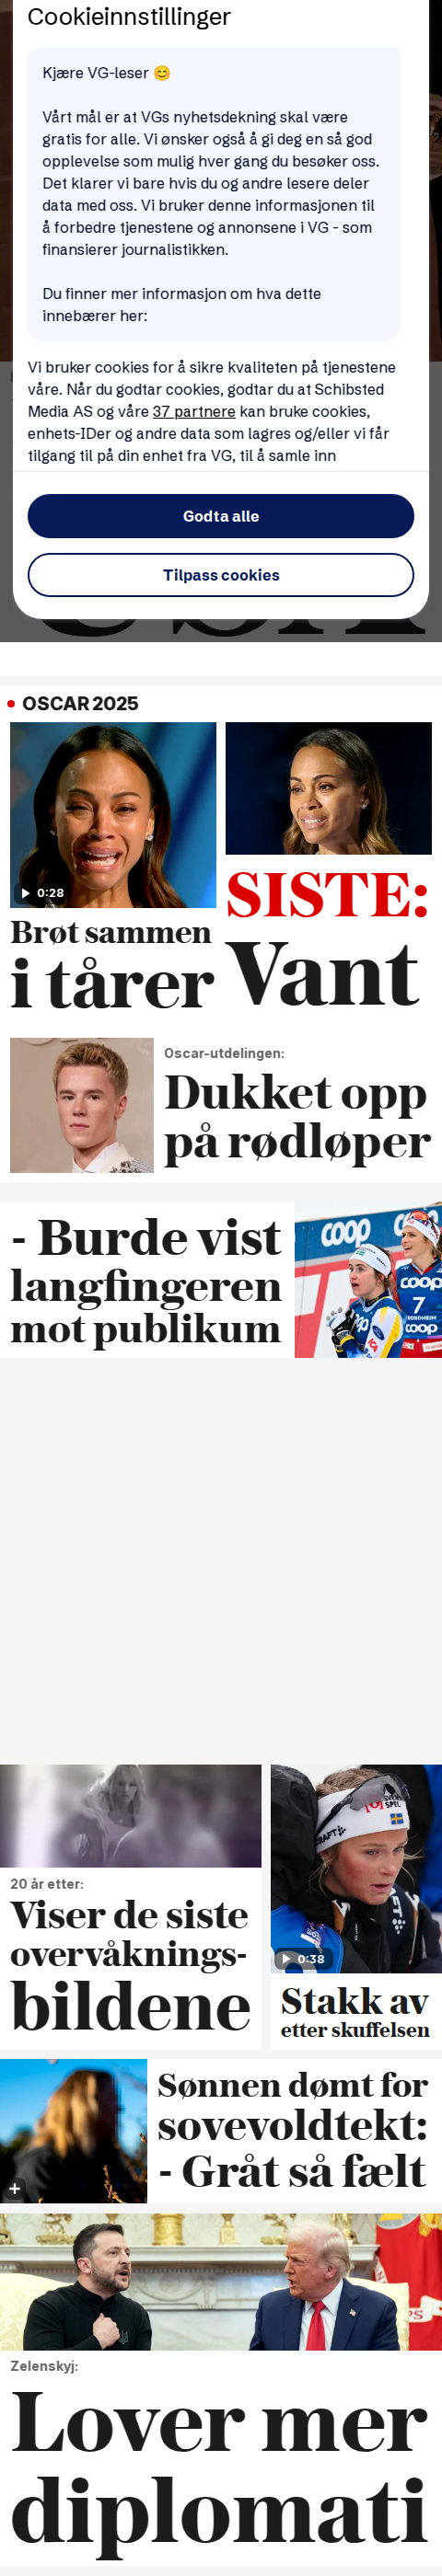 Cookieinnstillinger
Kjære VG-leser 😊
Vårt mål er at VGs nyhetsdekning skal være
gratis for alle. Vi ønsker også å gi deg en så god
opplevelse som mulig hver gang du besøker oss.
Det klarer vi bare hvis du og andre lesere deler
data med oss. Vi bruker denne informasjonen til
å forbedre tjenestene og annonsene i VG - som
finansierer journalistikken.
Du finner mer informasjon om hva dette
innebærer her:
Vi bruker cookies for å sikre kvaliteten på tjenestene
våre. Når du godtar cookies, godtar du at Schibsted
Media AS og våre 37 partnere kan bruke cookies,
enhets-IDer og andre data som lagres og/eller vi får
tilgang til på din enhet fra VG, til å samle inn
Godta alle
Tilpass cookies
OSCAR 2025
0:28
Brøt sammen
i tårer
SISTE:
Vant
Oscar-utdelingen:
Dukket opp
på rødløper
- Burde vist
langfingeren
mot publikum
coop
coop
coop
7
coop
20 år etter:
Viser de siste
overvåknings-
bildene
0:38
Stakk av
etter skuffelsen
Sønnen dømt for
sovevoldtekt:
- Gråt så fælt
Zelenskyj:
Lover mer
diplomati